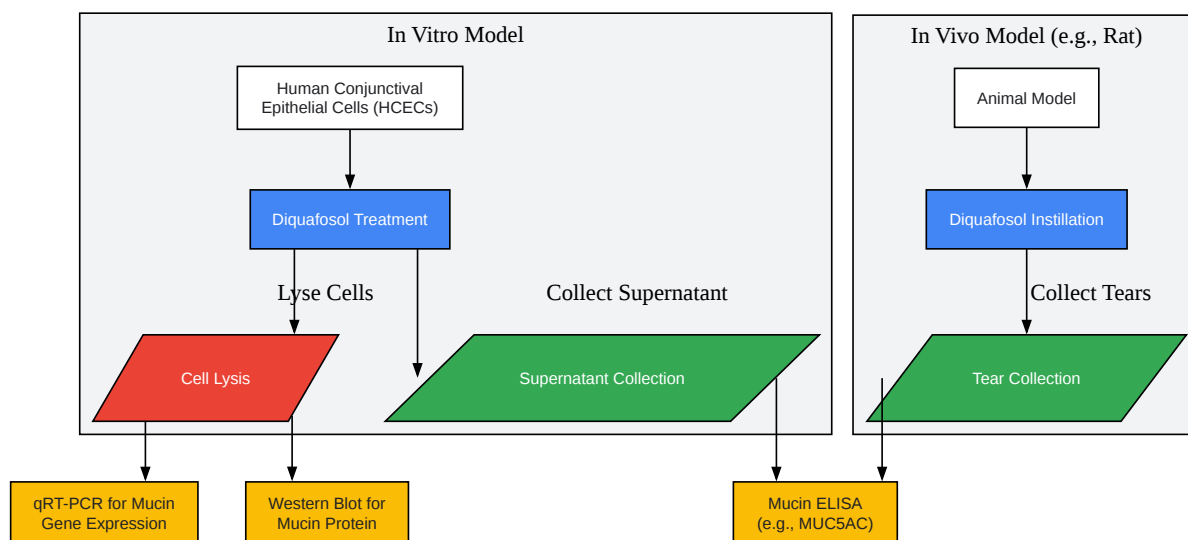 In Vitro Model
Human Conjunctival
Epithelial Cells (HCECs)
Diquafosol Treatment
Lyse Cells
Collect Supernatant
Cell Lysis
Supernatant Collection
qRT-PCR for Mucin
Gene Expression
Western Blot for
Mucin Protein
In Vivo Model (e.g., Rat)
Animal Model
Diquafosol Instillation
Collect Tears
Tear Collection
Mucin ELISA
(e.g., MUC5AC)